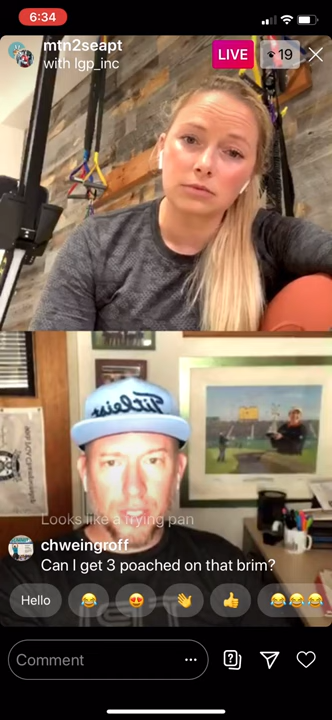 6:34
mtn2seapt
with lgp_inc
LIVE
19
Titleist
Looks like a frying pan
chweingroff
Can I get 3 poached on that brim?
Hello
Comment